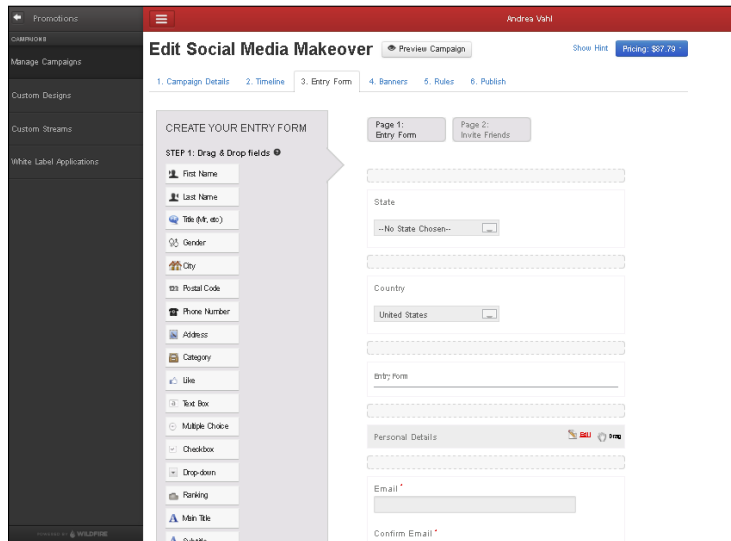 Promotions
Andrea Vahl
CAMPAIGNS
Manage Campaigns
Custom Designs
Custom Streams
White Label Applications
POWERED BY WILDFIRE
Edit Social Media Makeover
Preview Campaign
Show Hint
Pricing: $87.79
1. Campaign Details
2. Timeline
3. Entry Form
4. Banners
5. Rules
6. Publish
CREATE YOUR ENTRY FORM
STEP 1: Drag & Drop fields
First Name
Last Name
Title (Mr, etc)
Gender
City
Postal Code
Phone Number
Address
Category
Like
Text Box
Multiple Choice
Checkbox
Drop-down
Ranking
Main Title
Subtitle
Page 1:
Entry Form
Page 2:
Invite Friends
State
--No State Chosen--
Country
United States
Entry Form
Personal Details
Edit
Drag
Email *
Confirm Email *